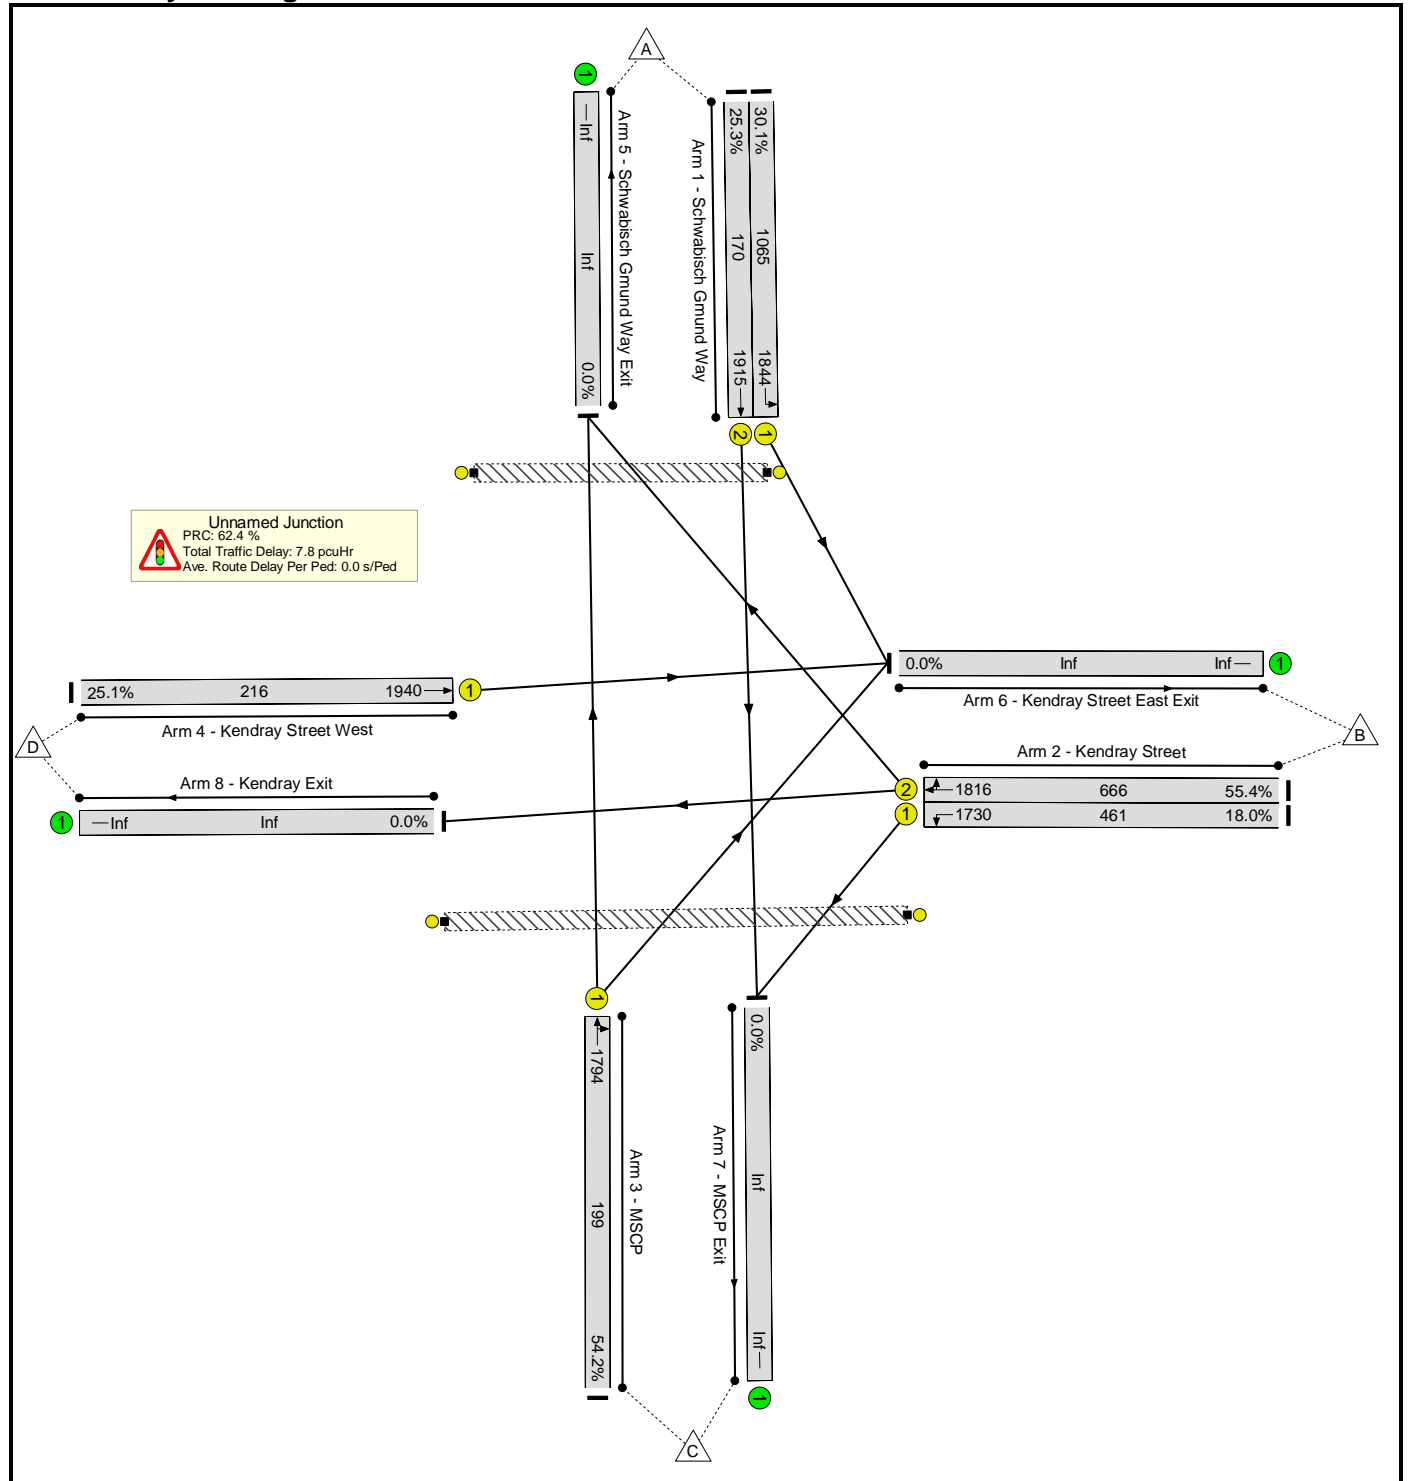 A
1
—Inf
Inf
0.0%
Arm 5 - Schwabisch Gmund Way Exit
Arm 1 - Schwabisch Gmund Way
25.3% 170 1915
30.1% 1065 1844
2
1
Unnamed Junction
PRC: 62.4 %
Total Traffic Delay: 7.8 pcuHr
Ave. Route Delay Per Ped: 0.0 s/Ped
0.0% Inf Inf—
1
Arm 6 - Kendray Street East Exit
25.1% 216 1940
1
Arm 4 - Kendray Street West
D
B
Arm 2 - Kendray Street
Arm 8 - Kendray Exit
2
1816 666 55.4%
1
1730 461 18.0%
1
—Inf Inf 0.0%
1
1794
199
54.2%
Arm 3 - MSCP
Arm 7 - MSCP Exit
0.0%
Inf
Inf—
1
C